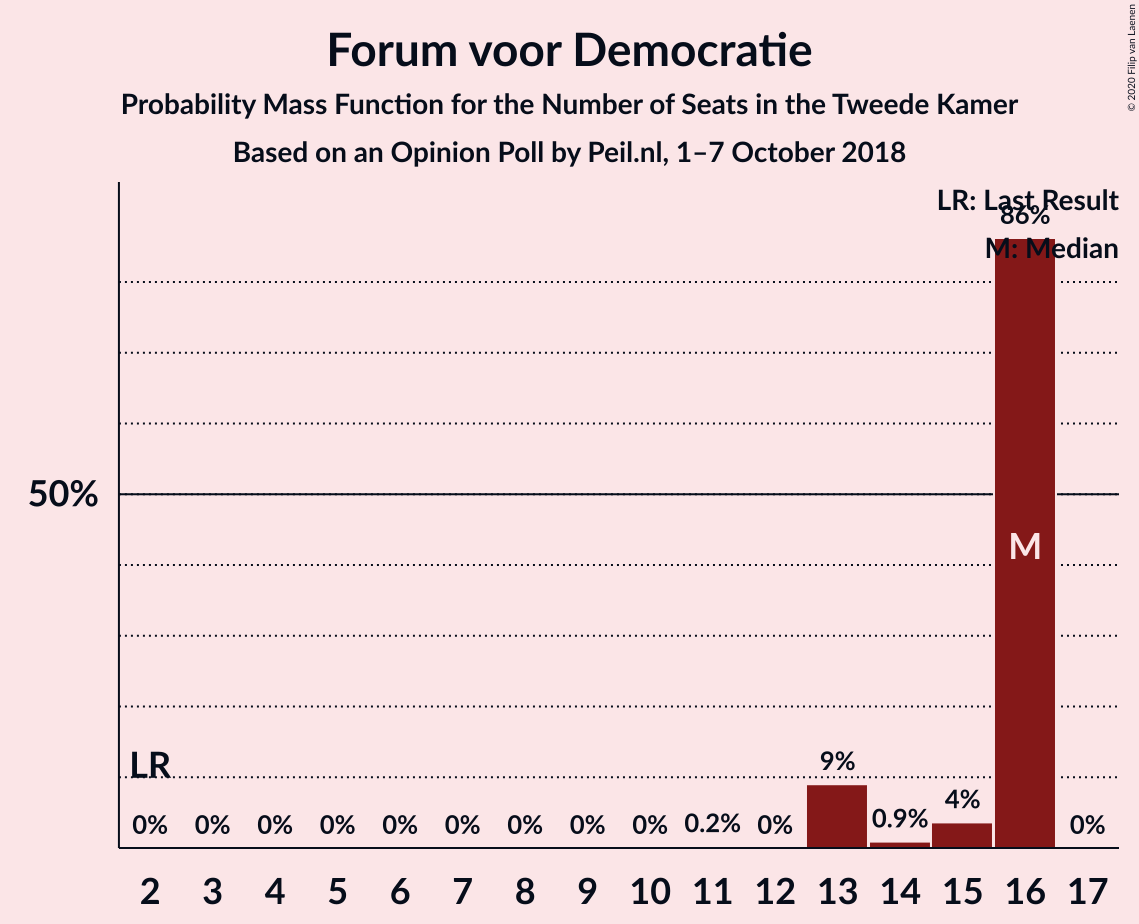 Forum voor Democratie
Probability Mass Function for the Number of Seats in the Tweede Kamer
Based on an Opinion Poll by Peil.nl, 1–7 October 2018
© 2020 Filip van Laenen
LR: Last Result
86%
M: Median
50%
M
LR
9%
4%
0% 0% 0% 0% 0% 0% 0% 0% 0% 0.2% 0% 0.9% 0%
2 3 4 5 6 7 8 9 10 11 12 13 14 15 16 17